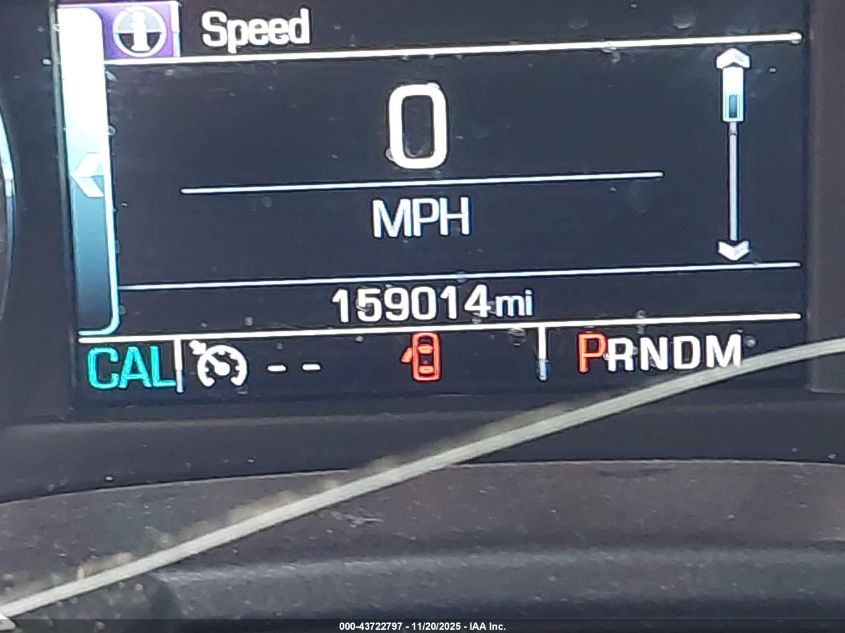 Speed
0
MPH
159014mi
CAL -- PRNDM
000-43722797 - 11/20/2025 - IAA Inc.